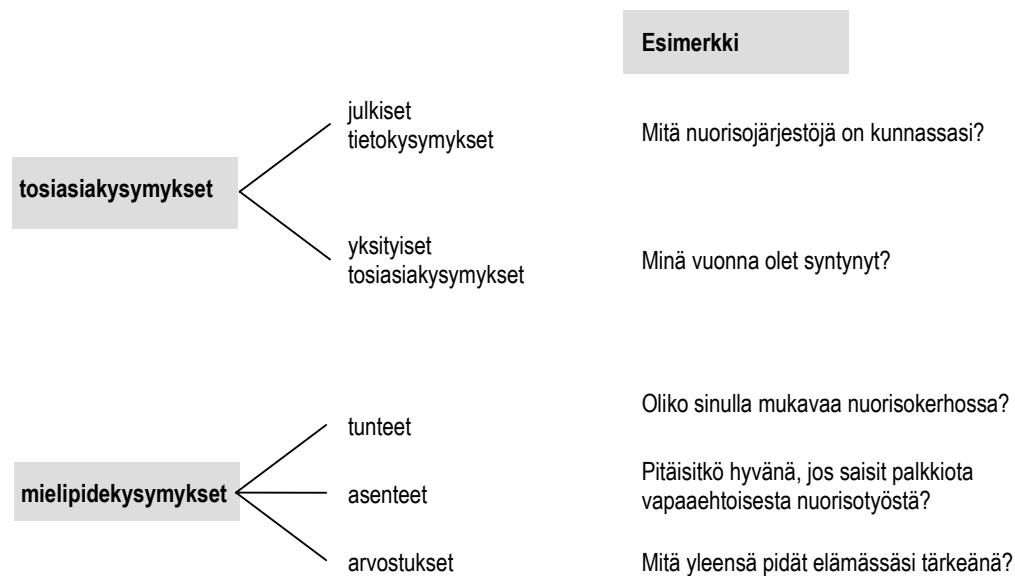 Esimerkki
julkiset
tietokysymykset
Mitä nuorisojärjestöjä on kunnassasi?
tosiasiakysymykset
yksityiset
tosiasiakysymykset
Minä vuonna olet syntynyt?
Oliko sinulla mukavaa nuorisokerhossa?
tunteet
mielipidekysymykset
asenteet
Pitäisitkö hyvänä, jos saisit palkkiota
vapaaehtoisesta nuorisotyöstä?
arvostukset
Mitä yleensä pidät elämässäsi tärkeänä?